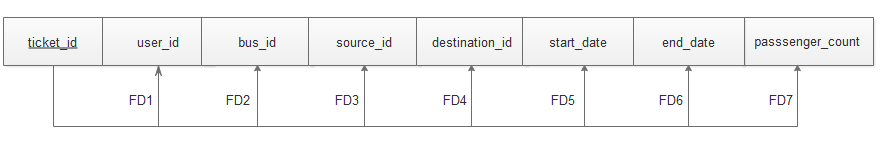 ticket_id user_id bus_id source_id destination_id start_date end_date passsenger_count
FD1 FD2 FD3 FD4 FD5 FD6 FD7